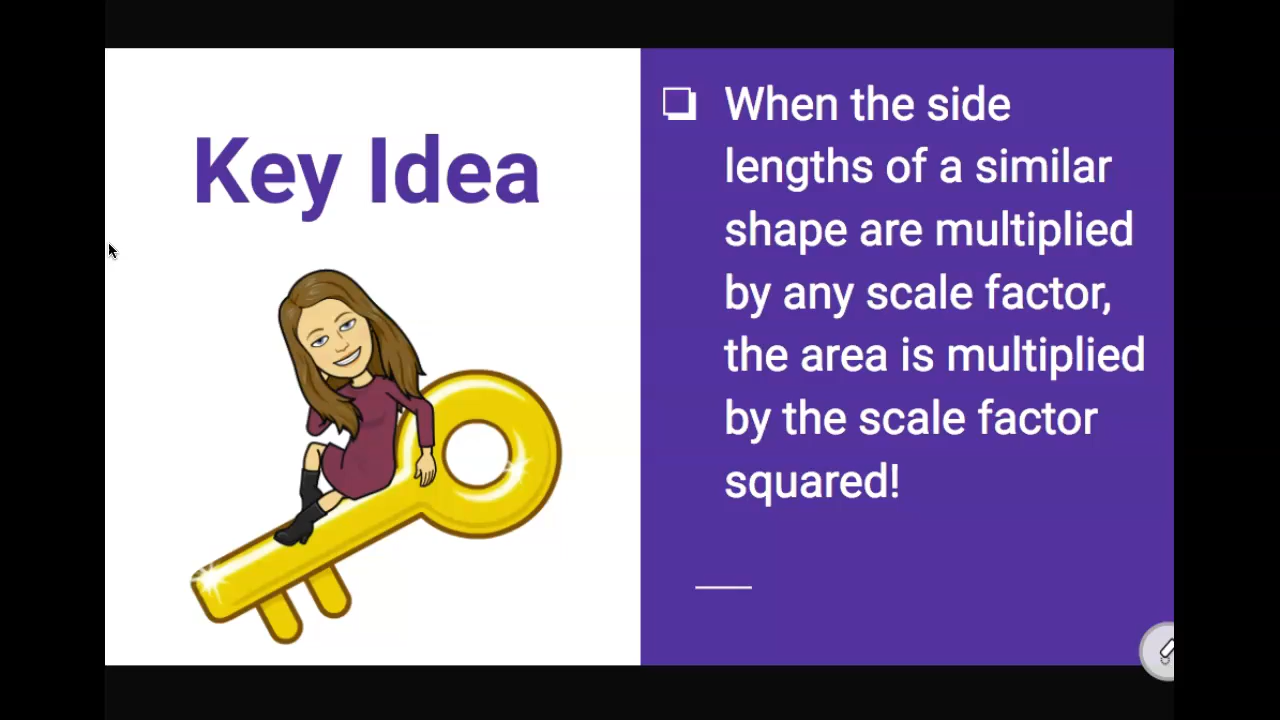 Key Idea
When the side
lengths of a similar
shape are multiplied
by any scale factor,
the area is multiplied
by the scale factor
squared!